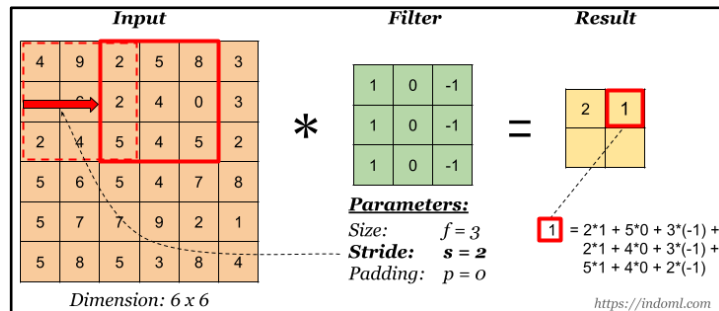 Input Filter Result
4 9 2 5 8 3
2 4 0 3
2 4 5 4 5 2
5 6 5 4 7 8
5 7 7 9 2 1
5 8 5 3 8 4
Dimension: 6 x 6
*
1 0 -1
1 0 -1
1 0 -1
Parameters:
Size: f = 3
Stride: s = 2
Padding: p = 0
=
2 1
1 = 2*1 + 5*0 + 3*(-1) +
2*1 + 4*0 + 3*(-1) +
5*1 + 4*0 + 2*(-1)
https://indoml.com